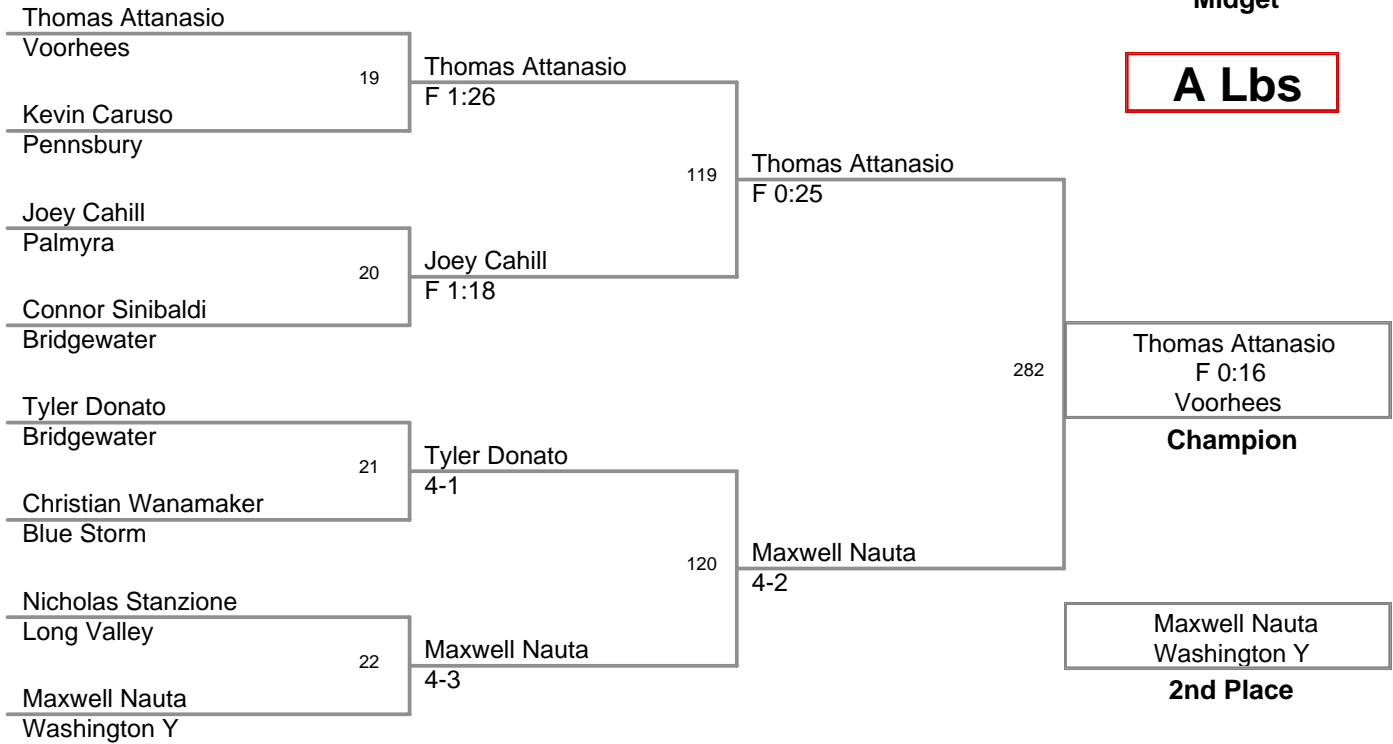 Midget
A Lbs
Thomas Attanasio
Voorhees
19
Kevin Caruso
Pennsbury
Thomas Attanasio
F 1:26
Joey Cahill
Palmyra
20
Connor Sinibaldi
Bridgewater
Joey Cahill
F 1:18
119
Thomas Attanasio
F 0:25
Tyler Donato
Bridgewater
21
Christian Wanamaker
Blue Storm
Tyler Donato
4-1
Nicholas Stanzione
Long Valley
22
Maxwell Nauta
Washington Y
Maxwell Nauta
4-3
120
Maxwell Nauta
4-2
282
Thomas Attanasio
F 0:16
Voorhees
Champion
Maxwell Nauta
Washington Y
2nd Place